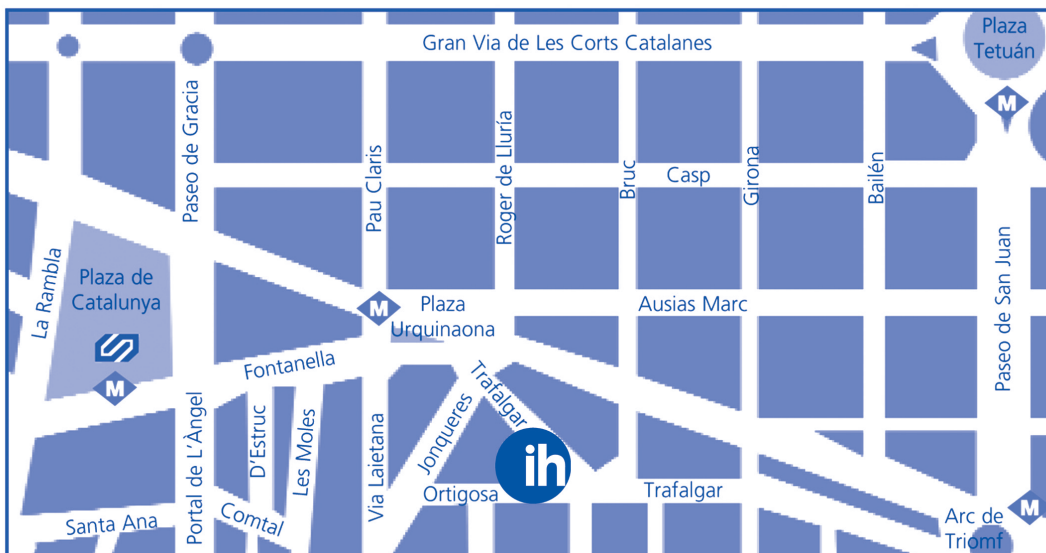 Gran Via de Les Corts Catalanes
Plaza
Tetuán
M
Paseo de Gracia
Pau Claris
Roger de Lluría
Bruc
Casp
Girona
Bailén
La Rambla
Plaza de
Catalunya
M
Plaza
Urquinaona
M
Ausias Marc
Paseo de San Juan
Fontanella
Trafalgar
Portal de L'Àngel
D'Estruc
Les Moles
Via Laietana
Jonqueres
ih
Ortigosa
Trafalgar
Santa Ana
Comtal
M
Arc de
Triomf